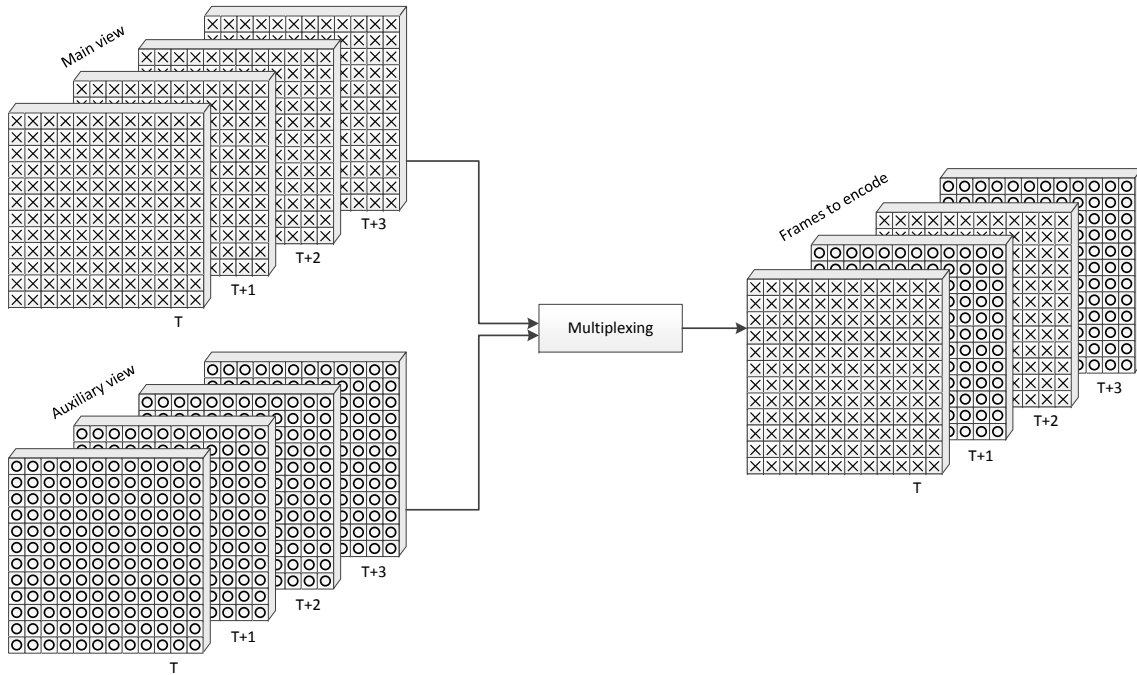 Main view
T+3
T+2
T+1
T
Auxiliary view
T+3
T+2
T+1
T
Multiplexing
Frames to encode
T+3
T+2
T+1
T